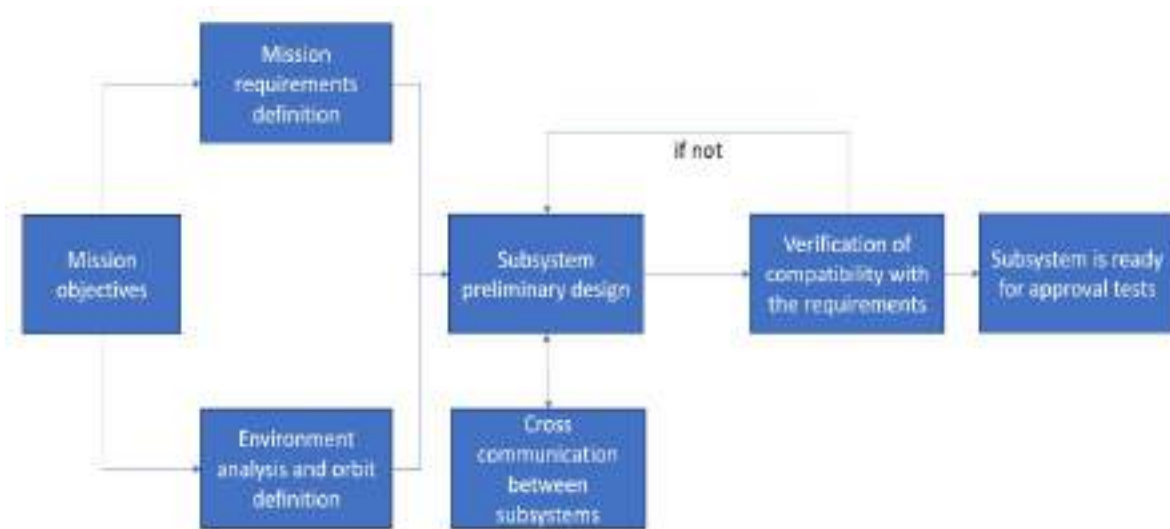 Mission
requirements
definition
if not
Mission
objectives
Subsystem
preliminary design
Verification of
compatibility with
the requirements
Subsystem is ready
for approval tests
Environment
analysis and orbit
definition
Cross
communication
between
subsystems